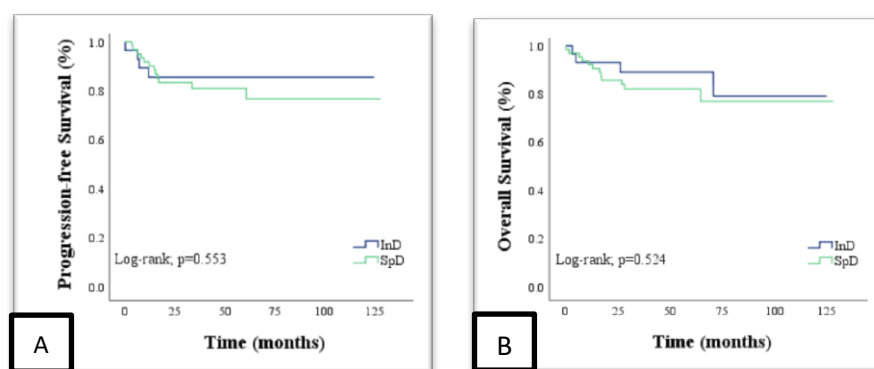 Progression-free Survival (%)
1.0
0.8
0.6
0.4
0.2
0.0
Log-rank; p=0.553
InD
SpD
0 25 50 75 100 125
Time (months)
A
Overall Survival (%)
1.0
0.8
0.6
0.4
0.2
0.0
Log-rank; p=0.524
InD
SpD
0 25 50 75 100 125
Time (months)
B